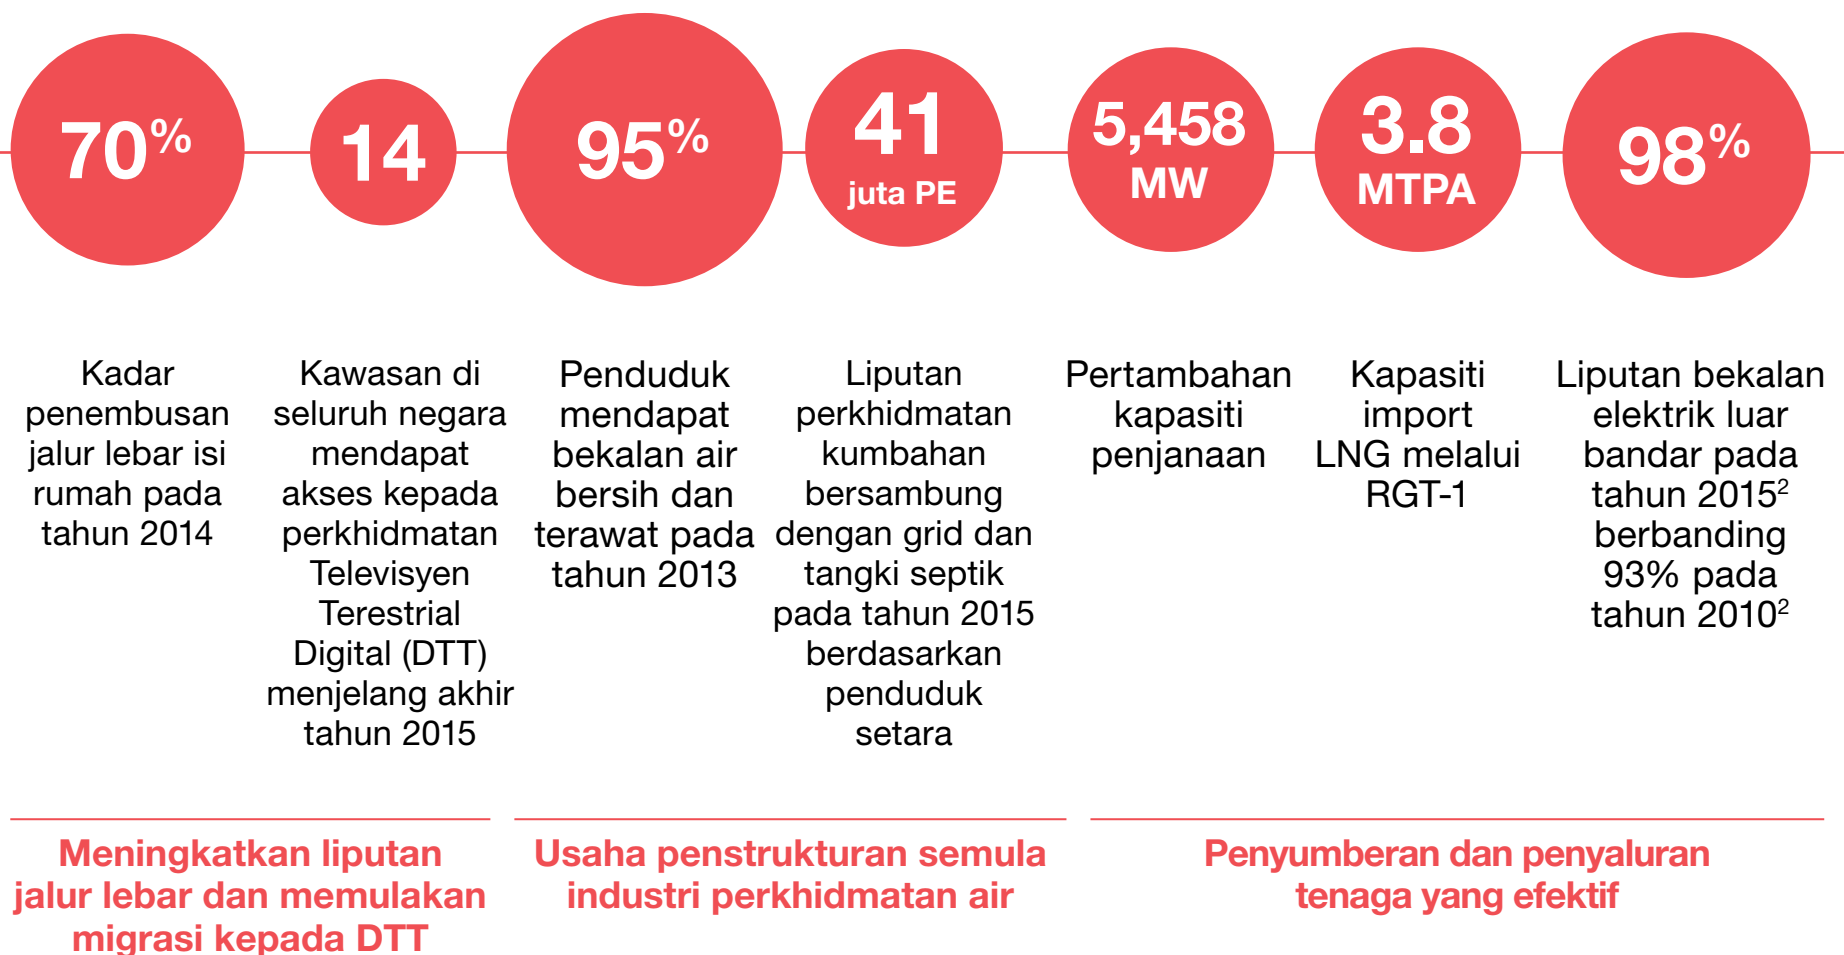 70%
Kadar
penembusan
jalur lebar isi
rumah pada
tahun 2014
14
Kawasan di
seluruh negara
mendapat
akses kepada
perkhidmatan
Televisyen
Terestrial
Digital (DTT)
menjelang akhir
tahun 2015
Meningkatkan liputan
jalur lebar dan memulakan
migrasi kepada DTT
95%
Penduduk
mendapat
bekalan air
bersih dan
terawat pada
tahun 2013
41
juta PE
Liputan
perkhidmatan
kumbahan
bersambung
dengan grid dan
tangki septik
pada tahun 2015
berdasarkan
penduduk
setara
Usaha penstrukturan semula
industri perkhidmatan air
5,458
MW
Pertambahan
kapasiti
penjanaan
3.8
MTPA
Kapasiti
import
LNG melalui
RGT-1
98%
Liputan bekalan
elektrik luar
bandar pada
tahun 2015²
berbanding
93% pada
tahun 2010²
Penyumberan dan penyaluran
tenaga yang efektif